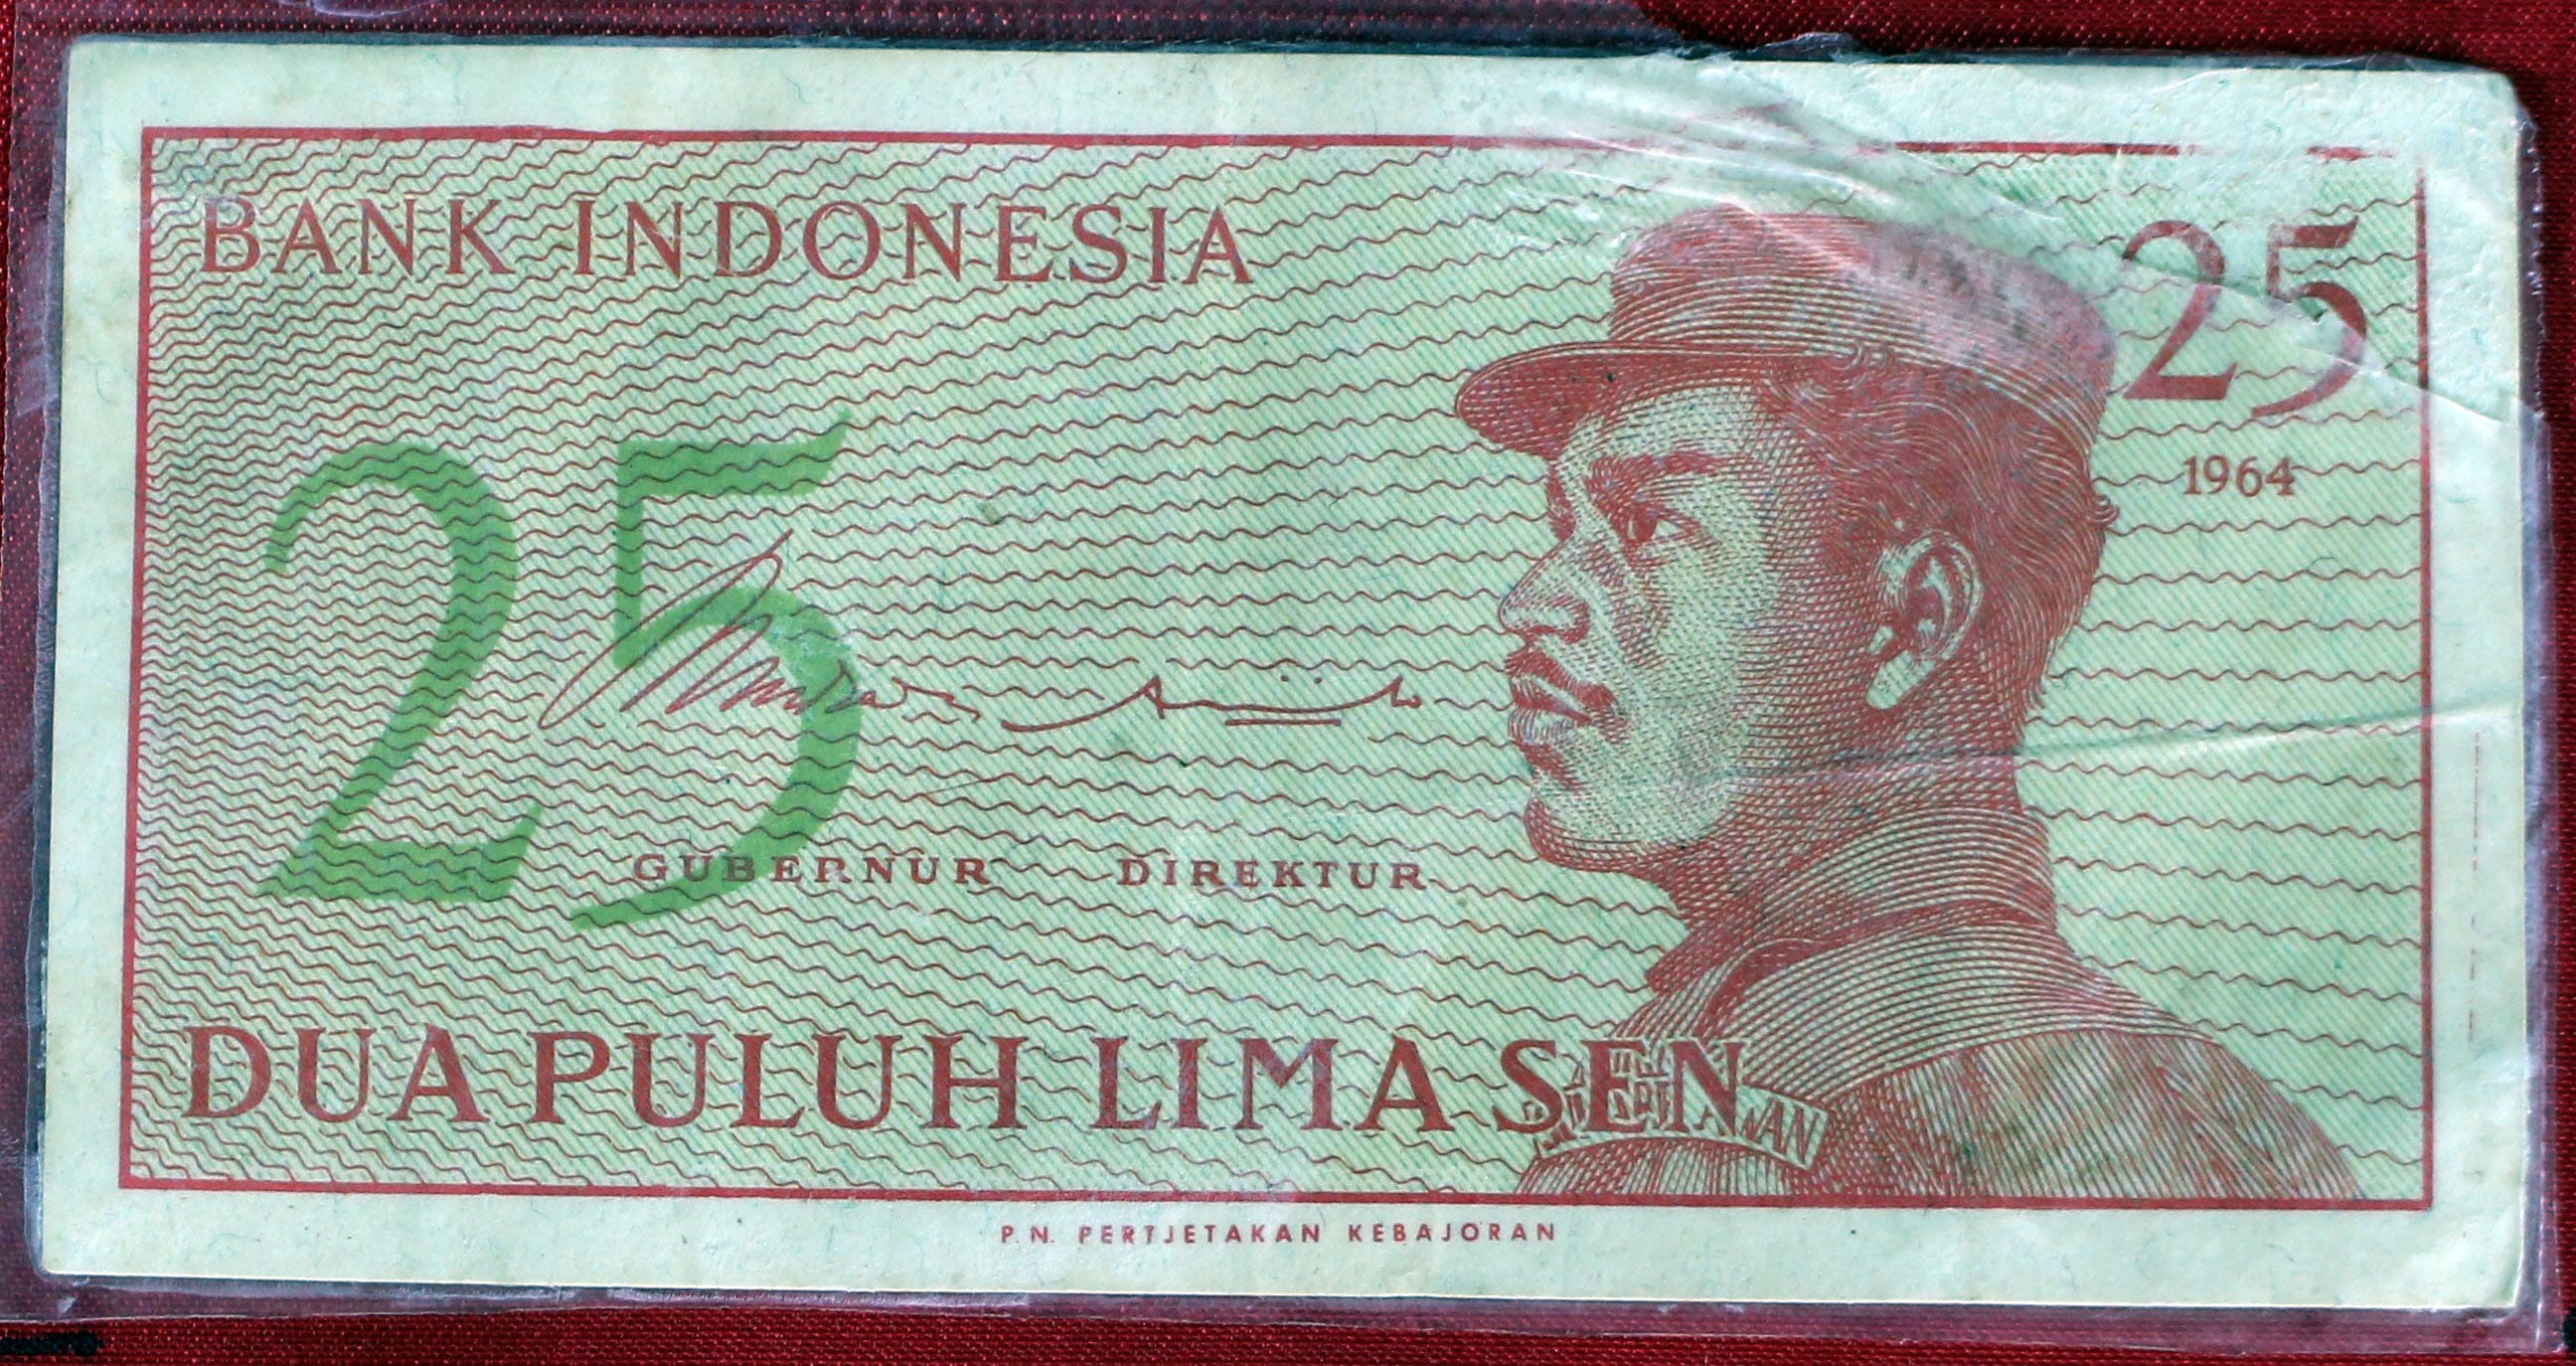 BANK INDONESIA
25
1964
25
GUBERNUR DIREKTUR
DUA PULUH LIMA SEN
P.N. PERTJETAKAN KEBAJORAN